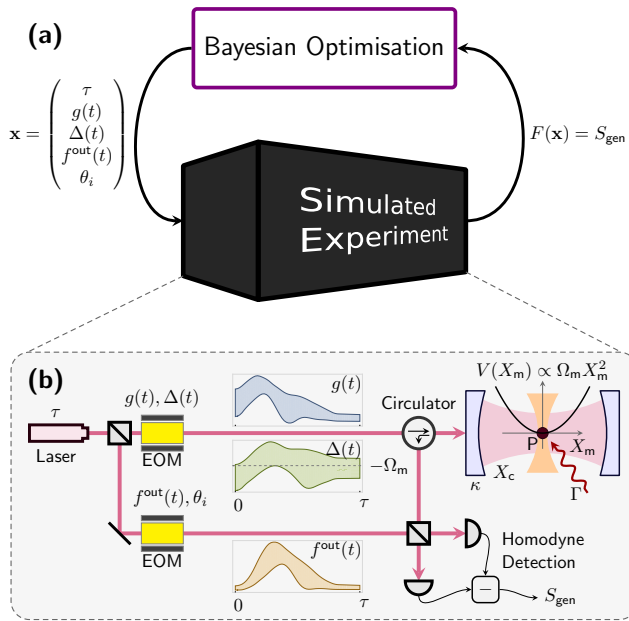 (a)
Bayesian Optimisation
x = ( τ
g(t)
Δ(t)
f^out(t)
θ_i )
F(x) = S_gen
Simulated
Experiment
(b)
g(t), Δ(t)
τ
Laser
EOM
g(t)
Circulator
V(X_m) ∝ Ω_m X_m^2
P
X_m
X_c
κ
Γ
Δ(t)
−Ω_m
0
τ
f^out(t), θ_i
EOM
f^out(t)
0
τ
Homodyne
Detection
−
S_gen